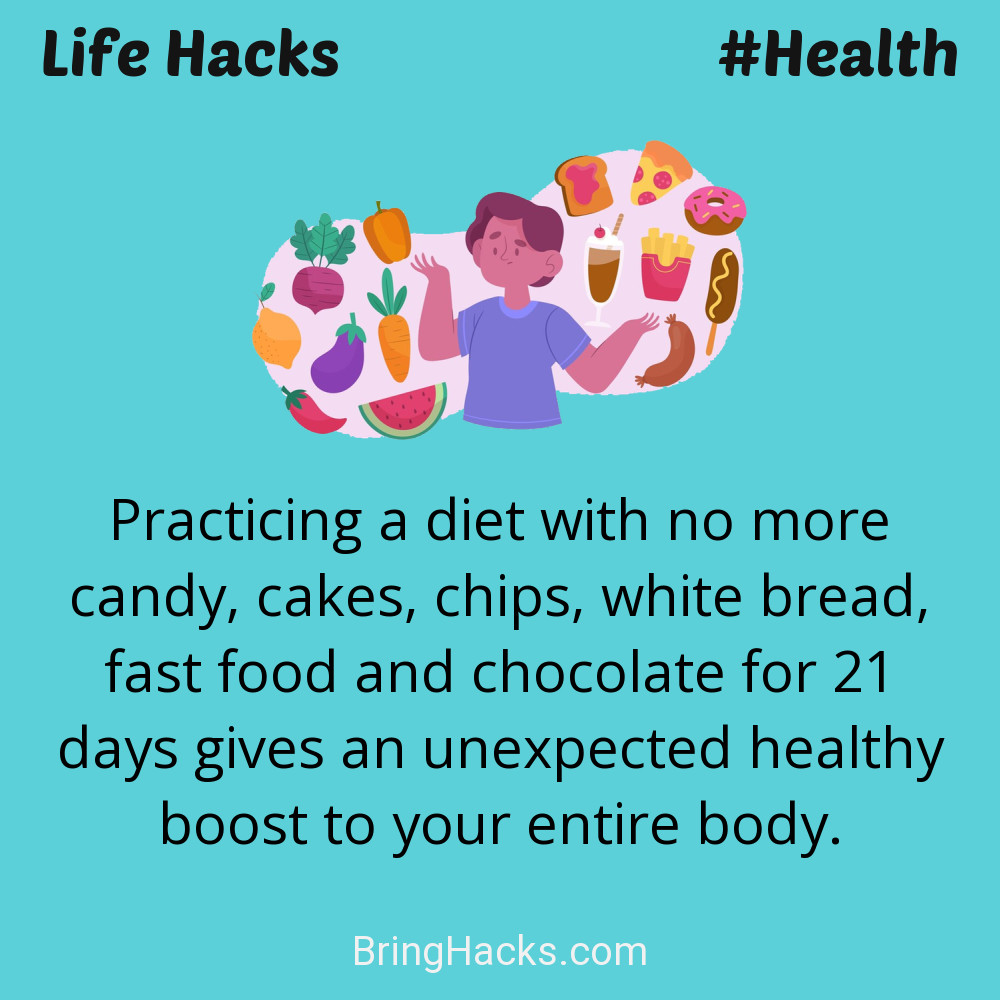 Life Hacks
#Health
Practicing a diet with no more
candy, cakes, chips, white bread,
fast food and chocolate for 21
days gives an unexpected healthy
boost to your entire body.
BringHacks.com